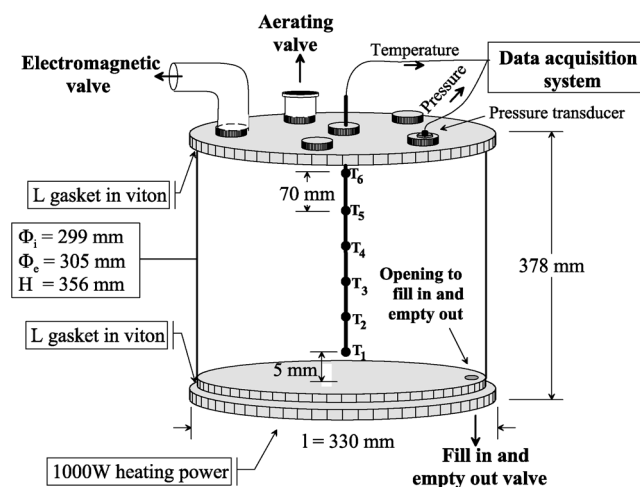 Aerating
valve
Electromagnetic
valve
Temperature
Pressure
Data acquisition
system
Pressure transducer
L gasket in viton
70 mm
T6
T5
T4
T3
T2
T1
Φi = 299 mm
Φe = 305 mm
H = 356 mm
378 mm
Opening to
fill in and
empty out
L gasket in viton
5 mm
l = 330 mm
1000W heating power
Fill in and
empty out valve